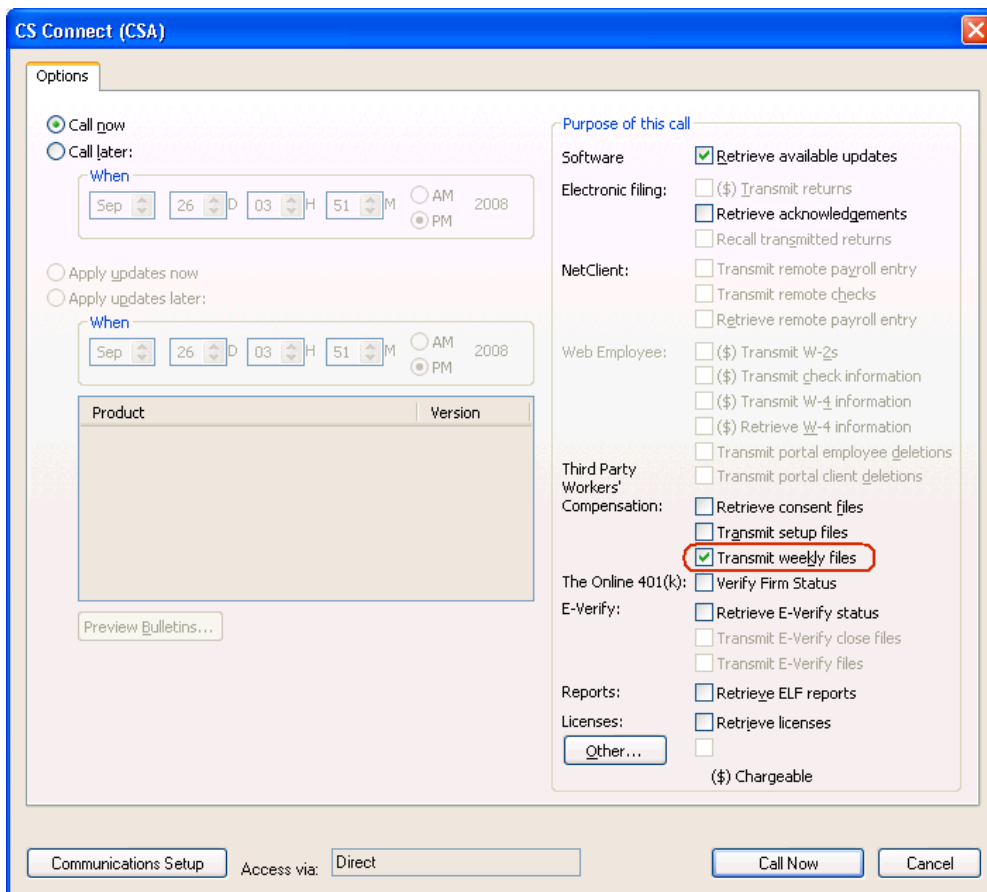 CS Connect (CSA)
Options
Call now
Call later:
When
Sep 26 D 03 H 51 M AM PM 2008
Apply updates now
Apply updates later:
When
Sep 26 D 03 H 51 M AM PM 2008
Product Version
Preview Bulletins...
Purpose of this call
Software Retrieve available updates
Electronic filing: ($) Transmit returns
Retrieve acknowledgements
Recall transmitted returns
NetClient: Transmit remote payroll entry
Transmit remote checks
Retrieve remote payroll entry
Web Employee: ($) Transmit W-2s
($) Transmit check information
($) Transmit W-4 information
($) Retrieve W-4 information
Transmit portal employee deletions
Transmit portal client deletions
Third Party
Workers'
Compensation: Retrieve consent files
Transmit setup files
Transmit weekly files
The Online 401(k): Verify Firm Status
E-Verify: Retrieve E-Verify status
Transmit E-Verify close files
Transmit E-Verify files
Reports: Retrieve ELF reports
Licenses: Retrieve licenses
Other...
($) Chargeable
Communications Setup Access via: Direct Call Now Cancel